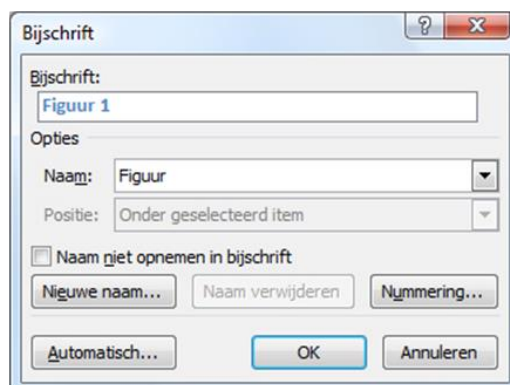 Bijschrift
Bijschrift:
Figuur 1
Opties
Naam: Figuur
Positie: Onder geselecteerd item
Naam niet opnemen in bijschrift
Nieuwe naam... Naam verwijderen Nummering...
Automatisch... OK Annuleren